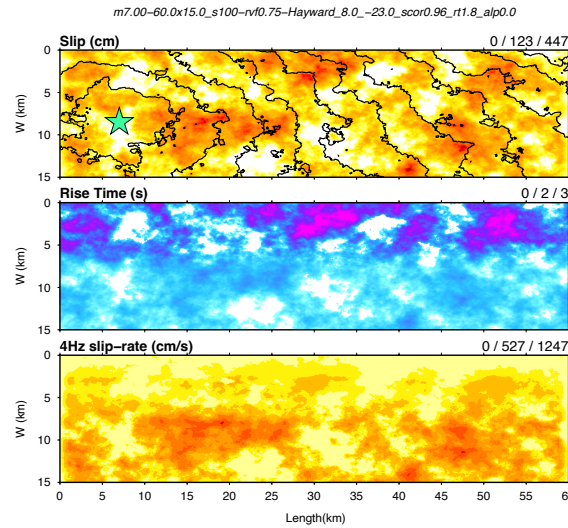 m7.00-60.0x15.0_s100-rvf0.75-Hayward_8.0_-23.0_scor0.96_rt1.8_alp0.0
Slip (cm) 0 / 123 / 447
0
5
10
15
W (km)
Rise Time (s) 0 / 2 / 3
0
5
10
15
W (km)
4Hz slip-rate (cm/s) 0 / 527 / 1247
0
5
10
15
W (km)
0 5 10 15 20 25 30 35 40 45 50 55 60
Length(km)